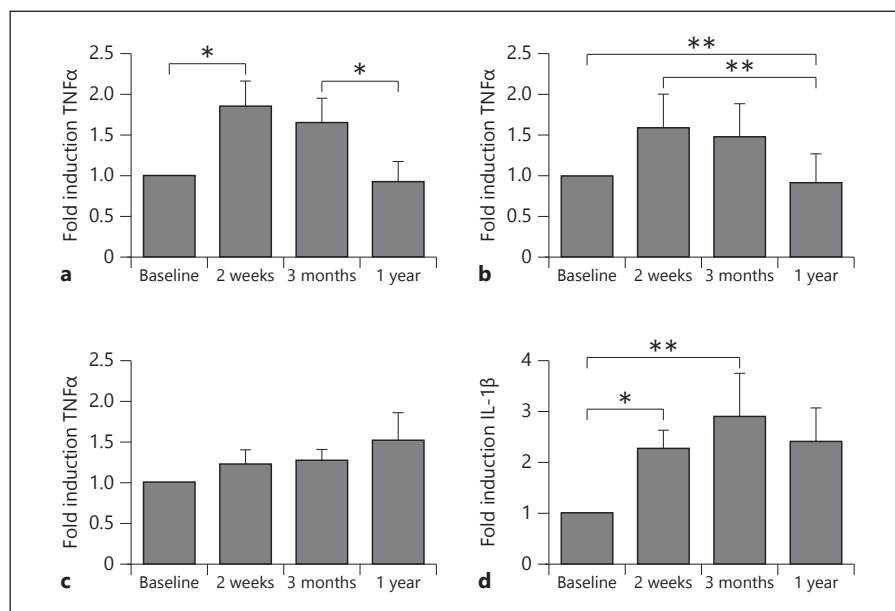 Fold induction TNFα
2.5
2.0
1.5
1.0
0.5
0
*
*
Baseline
2 weeks
3 months
1 year
a
Fold induction TNFα
2.5
2.0
1.5
1.0
0.5
0
**
**
Baseline
2 weeks
3 months
1 year
b
Fold induction TNFα
2.5
2.0
1.5
1.0
0.5
0
Baseline
2 weeks
3 months
1 year
c
Fold induction IL-1β
4
3
2
1
0
**
*
Baseline
2 weeks
3 months
1 year
d